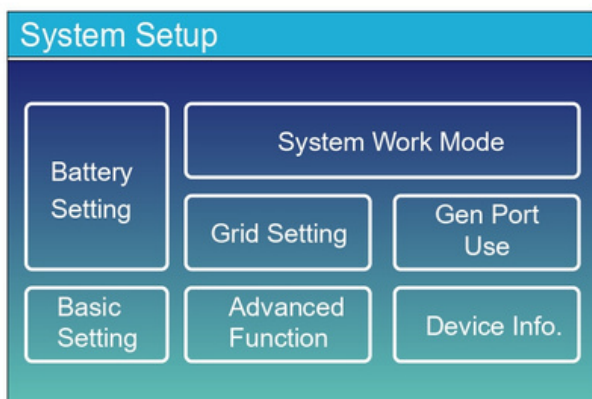 System Setup
System Work Mode
Battery
Setting
Grid Setting
Gen Port
Use
Basic
Setting
Advanced
Function
Device Info.